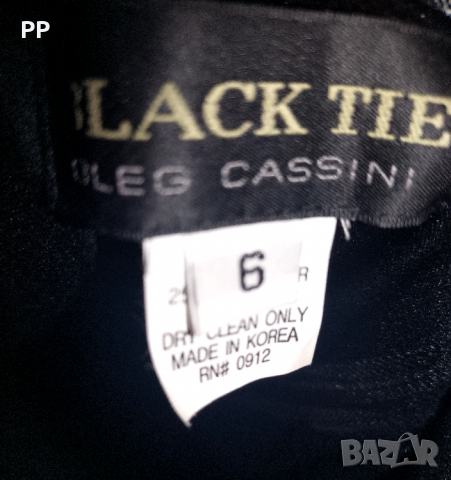 PP
BLACK TIE
OLEG CASSINI
6
DRY CLEAN ONLY
MADE IN KOREA
RN# 0912
BAZAR